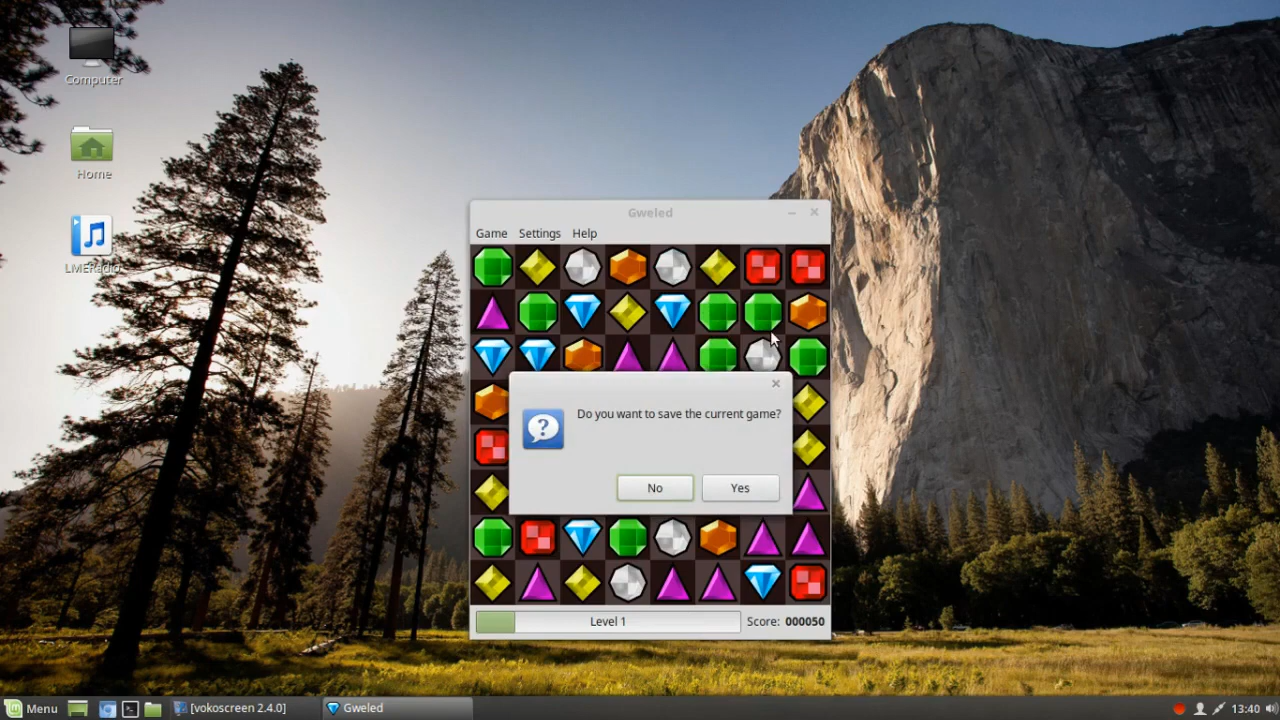 Computer
Home
LMERadio
Gweled
Game Settings Help
Do you want to save the current game?
No Yes
Level 1 Score: 000050
Menu [vokoscreen 2.4.0] Gweled 13:40